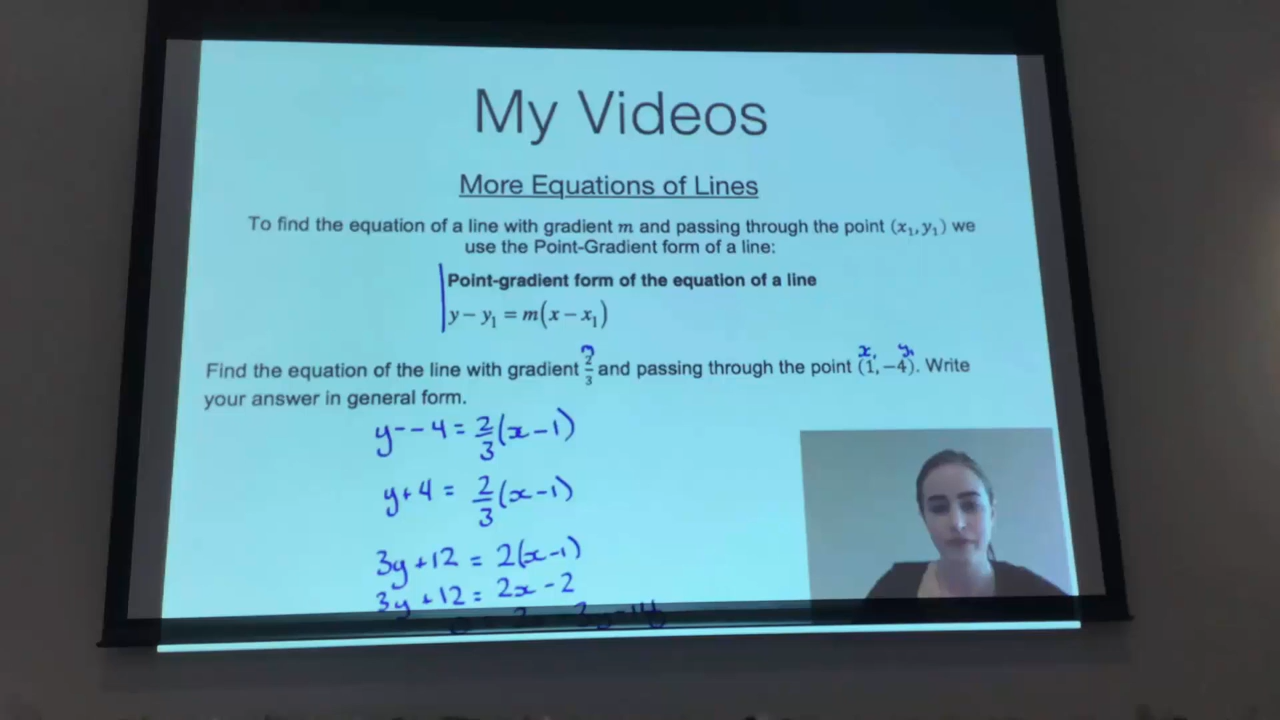 My Videos
More Equations of Lines
To find the equation of a line with gradient m and passing through the point (x₁, y₁) we
use the Point-Gradient form of a line:
Point-gradient form of the equation of a line
y − y₁ = m(x − x₁)
m x₁ y₁
Find the equation of the line with gradient 2/3 and passing through the point (1, −4). Write
your answer in general form.
y - - 4 = 2/3 (x - 1)
y + 4 = 2/3 (x - 1)
3y + 12 = 2(x - 1)
3y + 12 = 2x - 2
0 = 2x - 3y - 14